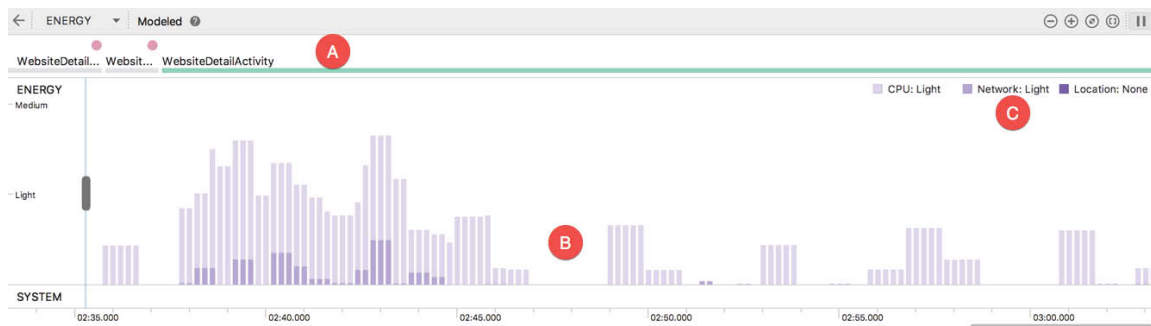 ENERGY Modeled
A
WebsiteDetail... Websit... WebsiteDetailActivity
ENERGY
CPU: Light Network: Light Location: None
Medium
C
Light
B
SYSTEM
02:35.000 02:40.000 02:45.000 02:50.000 02:55.000 03:00.000